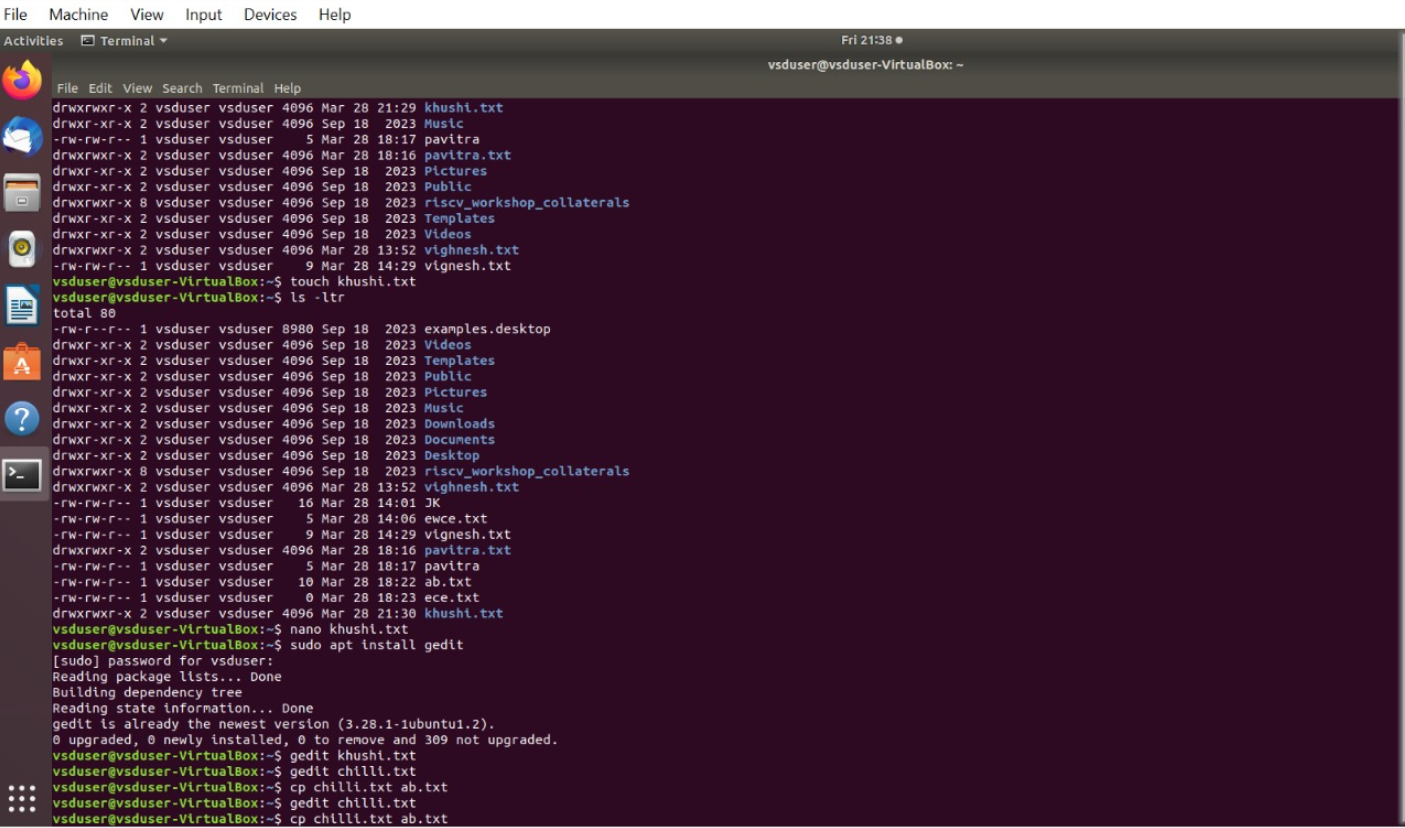 File Machine View Input Devices Help
Activities Terminal Fri 21:38
vsduser@vsduser-VirtualBox: ~
File Edit View Search Terminal Help
drwxrwxr-x 2 vsduser vsduser 4096 Mar 28 21:29 khushi.txt
drwxr-xr-x 2 vsduser vsduser 4096 Sep 18  2023 Music
-rw-rw-r-- 1 vsduser vsduser    5 Mar 28 18:17 pavitra
drwxrwxr-x 2 vsduser vsduser 4096 Mar 28 18:16 pavitra.txt
drwxr-xr-x 2 vsduser vsduser 4096 Sep 18  2023 Pictures
drwxr-xr-x 2 vsduser vsduser 4096 Sep 18  2023 Public
drwxrwxr-x 8 vsduser vsduser 4096 Sep 18  2023 riscv_workshop_collaterals
drwxr-xr-x 2 vsduser vsduser 4096 Sep 18  2023 Templates
drwxr-xr-x 2 vsduser vsduser 4096 Sep 18  2023 Videos
drwxrwxr-x 2 vsduser vsduser 4096 Mar 28 13:52 vighnesh.txt
-rw-rw-r-- 1 vsduser vsduser    9 Mar 28 14:29 vignesh.txt
vsduser@vsduser-VirtualBox:~$ touch khushi.txt
vsduser@vsduser-VirtualBox:~$ ls -ltr
total 80
-rw-r--r-- 1 vsduser vsduser 8980 Sep 18  2023 examples.desktop
drwxr-xr-x 2 vsduser vsduser 4096 Sep 18  2023 Videos
drwxr-xr-x 2 vsduser vsduser 4096 Sep 18  2023 Templates
drwxr-xr-x 2 vsduser vsduser 4096 Sep 18  2023 Public
drwxr-xr-x 2 vsduser vsduser 4096 Sep 18  2023 Pictures
drwxr-xr-x 2 vsduser vsduser 4096 Sep 18  2023 Music
drwxr-xr-x 2 vsduser vsduser 4096 Sep 18  2023 Downloads
drwxr-xr-x 2 vsduser vsduser 4096 Sep 18  2023 Documents
drwxr-xr-x 2 vsduser vsduser 4096 Sep 18  2023 Desktop
drwxrwxr-x 8 vsduser vsduser 4096 Sep 18  2023 riscv_workshop_collaterals
drwxrwxr-x 2 vsduser vsduser 4096 Mar 28 13:52 vighnesh.txt
-rw-rw-r-- 1 vsduser vsduser   16 Mar 28 14:01 JK
-rw-rw-r-- 1 vsduser vsduser    5 Mar 28 14:06 ewce.txt
-rw-rw-r-- 1 vsduser vsduser    9 Mar 28 14:29 vignesh.txt
drwxrwxr-x 2 vsduser vsduser 4096 Mar 28 18:16 pavitra.txt
-rw-rw-r-- 1 vsduser vsduser    5 Mar 28 18:17 pavitra
-rw-rw-r-- 1 vsduser vsduser   10 Mar 28 18:22 ab.txt
-rw-rw-r-- 1 vsduser vsduser    0 Mar 28 18:23 ece.txt
drwxrwxr-x 2 vsduser vsduser 4096 Mar 28 21:30 khushi.txt
vsduser@vsduser-VirtualBox:~$ nano khushi.txt
vsduser@vsduser-VirtualBox:~$ sudo apt install gedit
[sudo] password for vsduser:
Reading package lists... Done
Building dependency tree
Reading state information... Done
gedit is already the newest version (3.28.1-1ubuntu1.2).
0 upgraded, 0 newly installed, 0 to remove and 309 not upgraded.
vsduser@vsduser-VirtualBox:~$ gedit khushi.txt
vsduser@vsduser-VirtualBox:~$ gedit chilli.txt
vsduser@vsduser-VirtualBox:~$ cp chilli.txt ab.txt
vsduser@vsduser-VirtualBox:~$ gedit chilli.txt
vsduser@vsduser-VirtualBox:~$ cp chilli.txt ab.txt